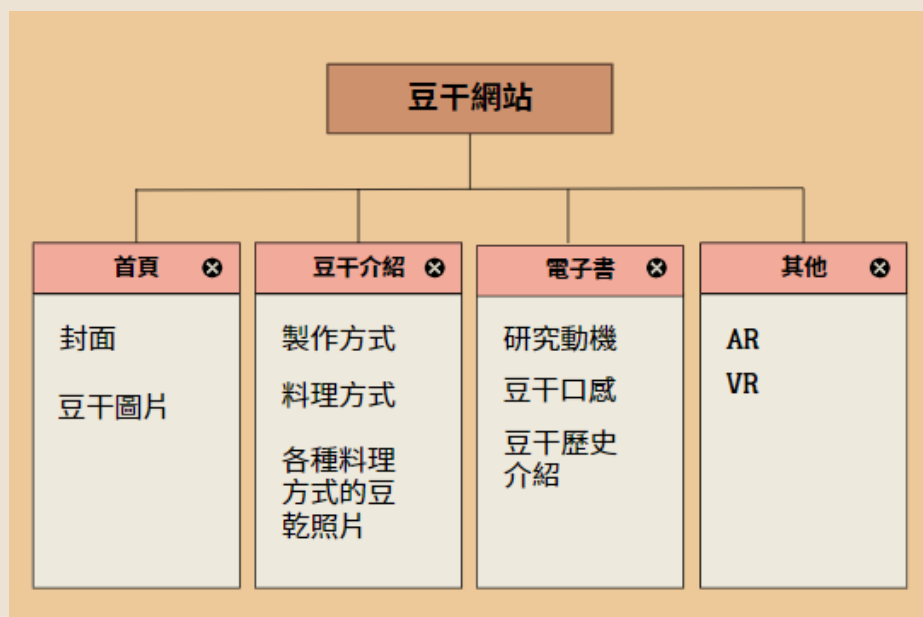 豆干網站
首頁
封面
豆干圖片
豆干介紹
製作方式
料理方式
各種料理
方式的豆
乾照片
電子書
研究動機
豆干口感
豆干歷史
介紹
其他
AR
VR